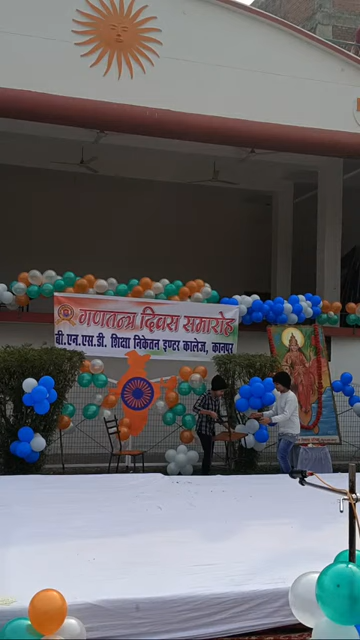 गणतन्त्र दिवस समारोह
बी.एन.एस.डी. शिक्षा निकेतन इण्टर कालेज, कानपुर